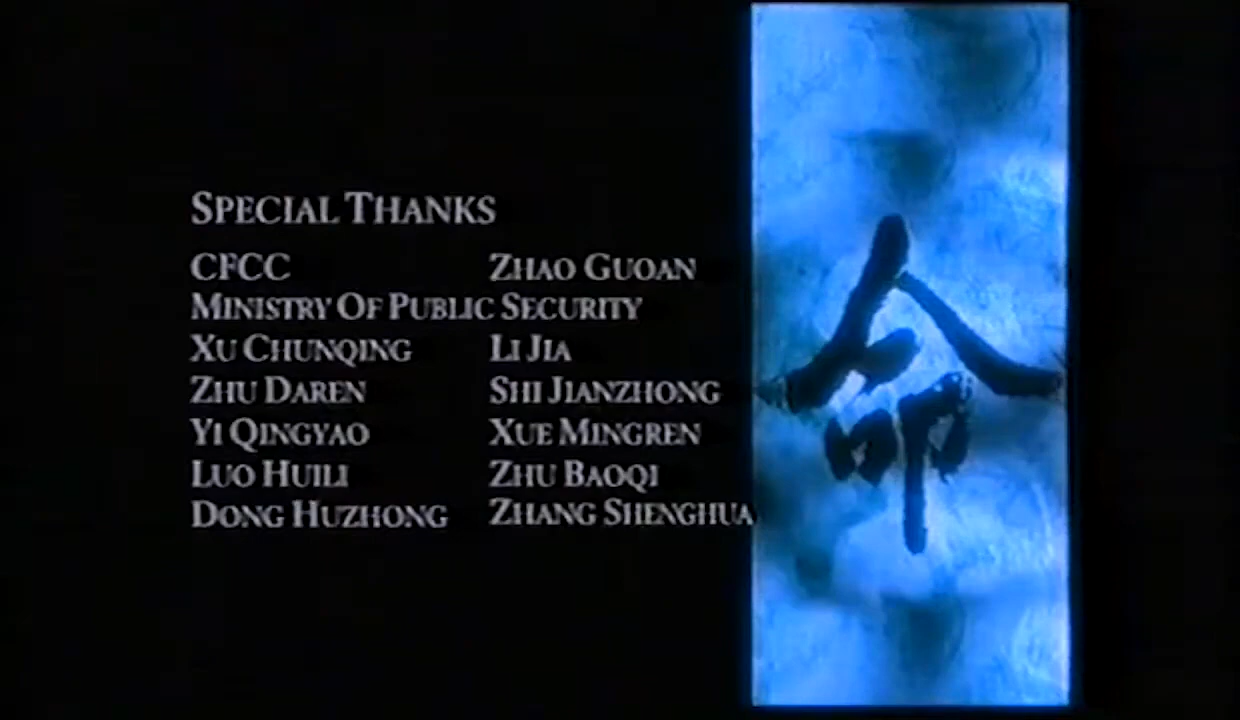 SPECIAL THANKS
CFCC ZHAO GUOAN
MINISTRY OF PUBLIC SECURITY
XU CHUNQING LI JIA
ZHU DAREN SHI JIANZHONG
YI QINGYAO XUE MINGREN
LUO HUILI ZHU BAOQI
DONG HUZHONG ZHANG SHENGHUA
命